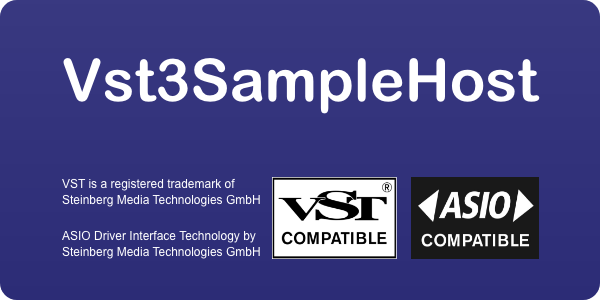 Vst3SampleHost
VST is a registered trademark of
Steinberg Media Technologies GmbH
ASIO Driver Interface Technology by
Steinberg Media Technologies GmbH
VST®
COMPATIBLE
ASIO
COMPATIBLE